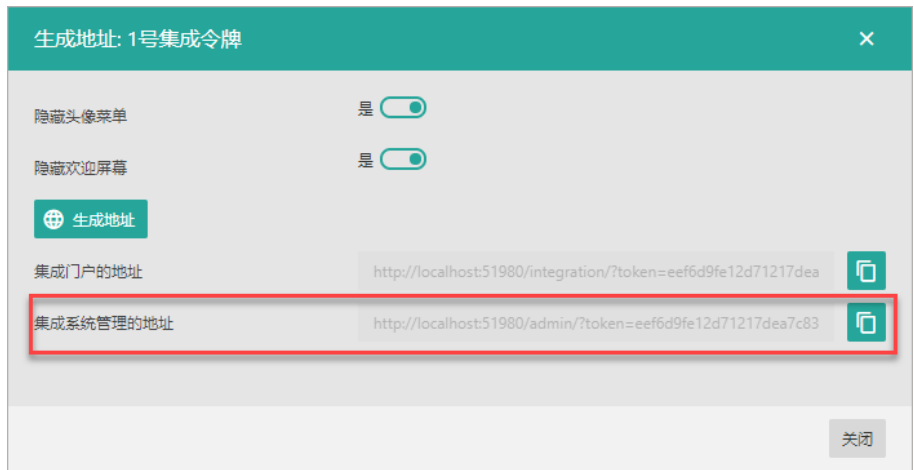 生成地址: 1号集成令牌
隐藏头像菜单 是
隐藏欢迎屏幕 是
生成地址
集成门户的地址 http://localhost:51980/integration/?token=eef6d9fe12d71217dea
集成系统管理的地址 http://localhost:51980/admin/?token=eef6d9fe12d71217dea7c83
关闭